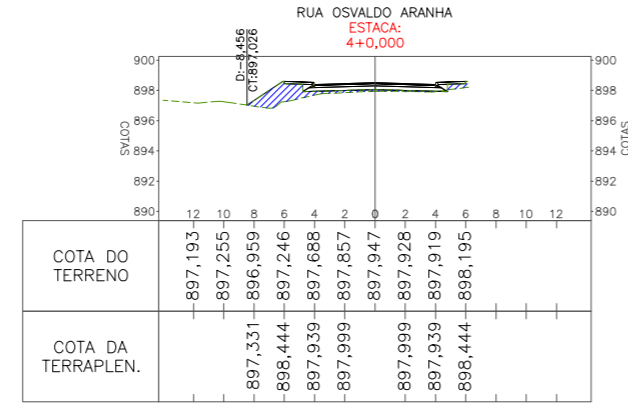 RUA OSVALDO ARANHA
ESTACA:
4+0,000
D:-8,456
CT:897,026
900 900
898 898
896 896
894 894
892 892
890 890
COTAS COTAS
12 10 8 6 4 2 0 2 4 6 8 10 12
COTA DO
TERRENO
897,193 897,255 896,959 897,246 897,688 897,857 897,947 897,928 897,919 898,195
COTA DA
TERRAPLEN.
897,331 898,444 897,939 897,999 897,999 897,939 898,444